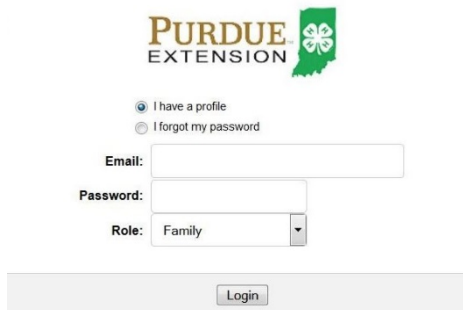 PURDUE
EXTENSION
I have a profile
I forgot my password
Email:
Password:
Role: Family
Login